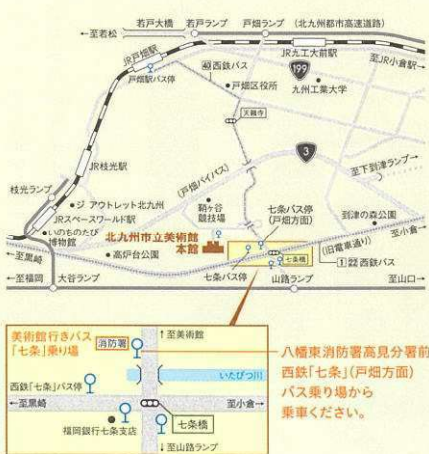 若戸大橋
若戸ランプ
戸畑ランプ
(北九州都市高速道路)
←至若松
JR戸畑駅
戸畑駅バス停
JR九工大前駅
至JR小倉駅→
199
40 西鉄バス
戸畑区役所
九州工業大学
天籟寺
3
JR枝光駅
至下到津ランプ→
(戸畑バイパス)
枝光ランプ
ジ アウトレット北九州
JRスペースワールド駅
いのちのたび
博物館
鞘ヶ谷
競技場
七条バス停
(戸畑方面)
到津の森公園
至小倉→
北九州市立美術館
本館
(旧電車通り)
←至黒崎
高炉台公園
七条バス停
七条橋
1 22 西鉄バス
←至福岡
大谷ランプ
山路ランプ
至山口→
美術館行きバス
「七条」乗り場
消防署
↑至美術館
西鉄「七条」バス停
いたびつ川
←至黒崎
至小倉→
七条橋
福岡銀行七条支店
↓至山路ランプ
八幡東消防署高見分署前
西鉄「七条」(戸畑方面)
バス乗り場から
乗車ください。